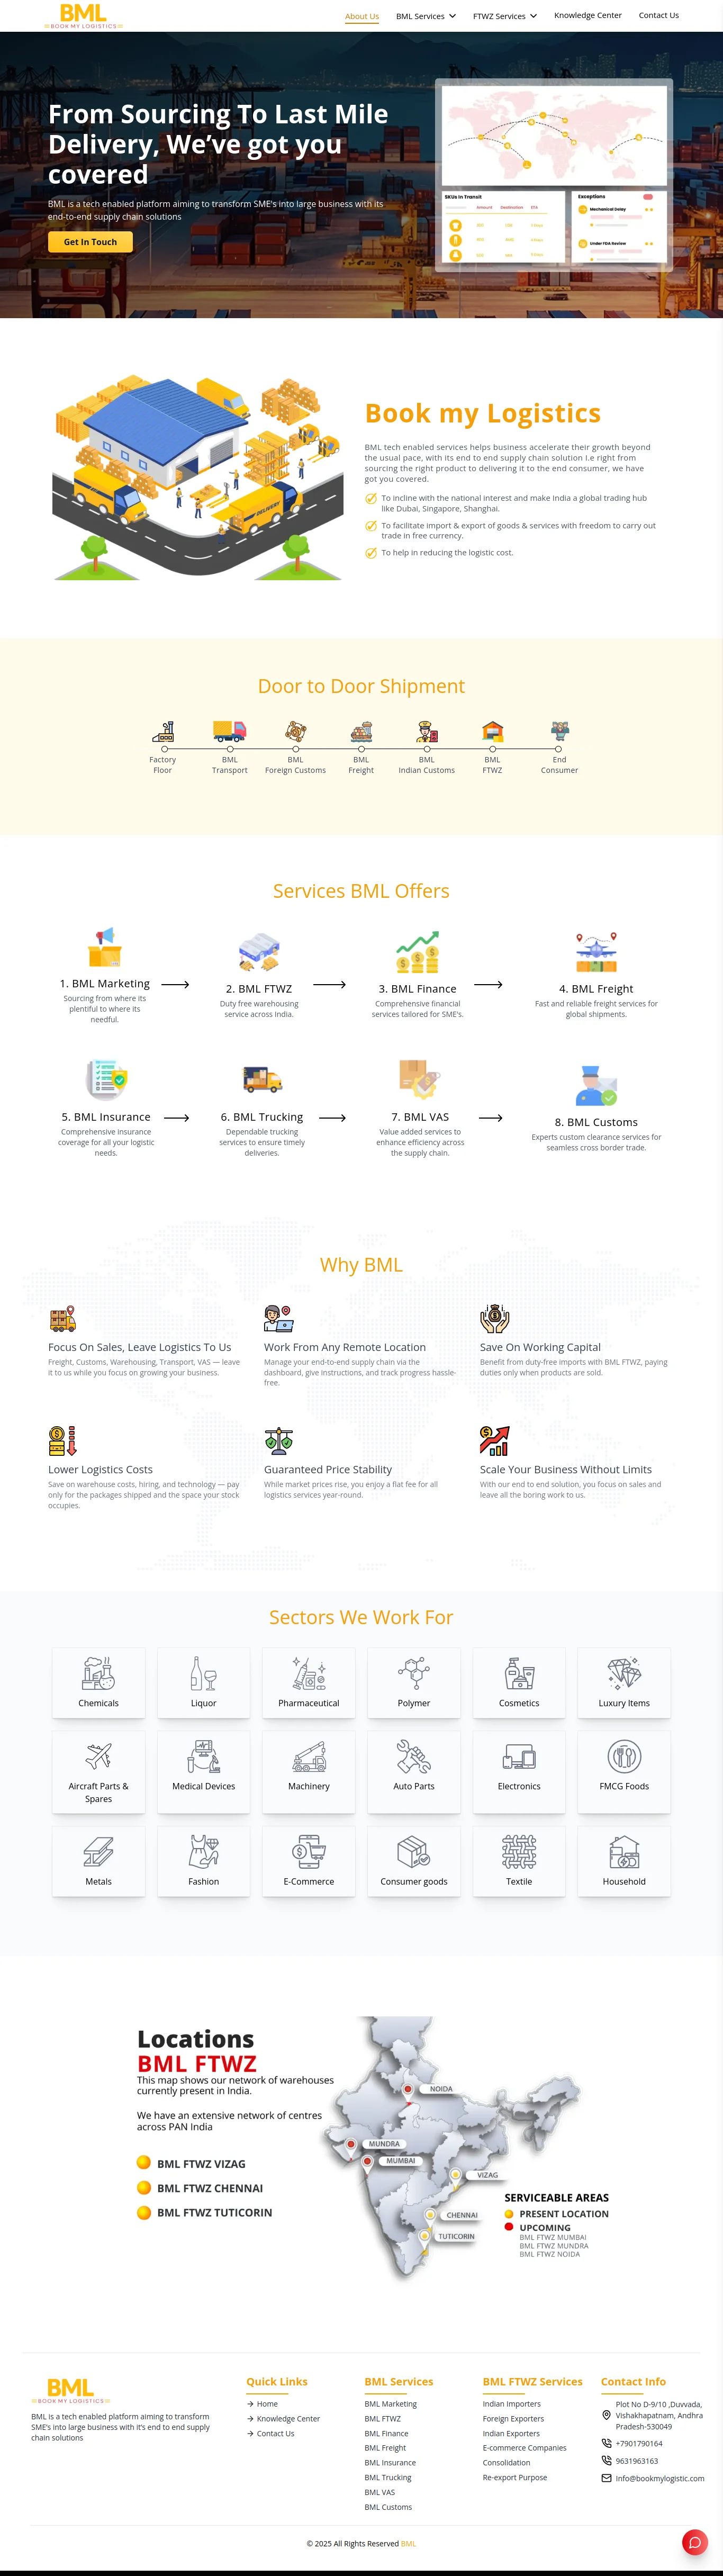 BML
BOOK MY LOGISTICS
About Us
BML Services
FTWZ Services
Knowledge Center
Contact Us
From Sourcing To Last Mile
Delivery, We’ve got you
covered
BML is a tech enabled platform aiming to transform SME's into large business with its
end-to-end supply chain solutions
Get In Touch
SKUs In Transit
Amount Destination ETA
Exceptions
Mechanical Delay
Under FDA Review
DELIVERY
Book my Logistics
BML tech enabled services helps business accelerate their growth beyond
the usual pace, with its end to end supply chain solution I.e right from
sourcing the right product to delivering it to the end consumer, we have
got you covered.
To incline with the national interest and make India a global trading hub
like Dubai, Singapore, Shanghai.
To facilitate import & export of goods & services with freedom to carry out
trade in free currency.
To help in reducing the logistic cost.
Door to Door Shipment
Factory
Floor
BML
Transport
BML
Foreign Customs
BML
Freight
BML
Indian Customs
BML
FTWZ
End
Consumer
Services BML Offers
1. BML Marketing
Sourcing from where its
plentiful to where its
needful.
2. BML FTWZ
Duty free warehousing
service across India.
3. BML Finance
Comprehensive financial
services tailored for SME's.
4. BML Freight
Fast and reliable freight services for
global shipments.
5. BML Insurance
Comprehensive insurance
coverage for all your logistic
needs.
6. BML Trucking
Dependable trucking
services to ensure timely
deliveries.
7. BML VAS
Value added services to
enhance efficiency across
the supply chain.
8. BML Customs
Experts custom clearance services for
seamless cross border trade.
Why BML
Focus On Sales, Leave Logistics To Us
Freight, Customs, Warehousing, Transport, VAS — leave
it to us while you focus on growing your business.
Work From Any Remote Location
Manage your end-to-end supply chain via the
dashboard, give instructions, and track progress hassle-
free.
Save On Working Capital
Benefit from duty-free imports with BML FTWZ, paying
duties only when products are sold.
Lower Logistics Costs
Save on warehouse costs, hiring, and technology — pay
only for the packages shipped and the space your stock
occupies.
Guaranteed Price Stability
While market prices rise, you enjoy a flat fee for all
logistics services year-round.
Scale Your Business Without Limits
With our end to end solution, you focus on sales and
leave all the boring work to us.
Sectors We Work For
Chemicals
Liquor
Pharmaceutical
Polymer
Cosmetics
Luxury Items
Aircraft Parts &
Spares
Medical Devices
Machinery
Auto Parts
Electronics
FMCG Foods
Metals
Fashion
E-Commerce
Consumer goods
Textile
Household
Locations
BML FTWZ
This map shows our network of warehouses
currently present in India.
We have an extensive network of centres
across PAN India
BML FTWZ VIZAG
BML FTWZ CHENNAI
BML FTWZ TUTICORIN
NOIDA
MUNDRA
MUMBAI
VIZAG
CHENNAI
TUTICORIN
SERVICEABLE AREAS
PRESENT LOCATION
UPCOMING
BML FTWZ MUMBAI
BML FTWZ MUNDRA
BML FTWZ NOIDA
BML
BOOK MY LOGISTICS
BML is a tech enabled platform aiming to transform
SME’s into large business with it’s end to end supply
chain solutions
Quick Links
Home
Knowledge Center
Contact Us
BML Services
BML Marketing
BML FTWZ
BML Finance
BML Freight
BML Insurance
BML Trucking
BML VAS
BML Customs
BML FTWZ Services
Indian Importers
Foreign Exporters
Indian Exporters
E-commerce Companies
Consolidation
Re-export Purpose
Contact Info
Plot No D-9/10 ,Duvvada,
Vishakhapatnam, Andhra
Pradesh-530049
+7901790164
9631963163
Info@bookmylogistic.com
© 2025 All Rights Reserved BML